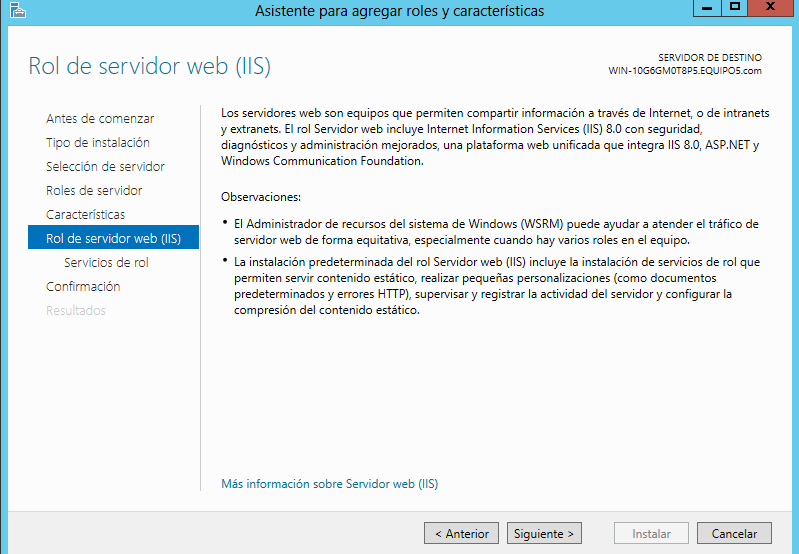 Asistente para agregar roles y características
Rol de servidor web (IIS)
SERVIDOR DE DESTINO
WIN-10G6GM0T8P5.EQUIPO5.com
Antes de comenzar
Tipo de instalación
Selección de servidor
Roles de servidor
Características
Rol de servidor web (IIS)
Servicios de rol
Confirmación
Resultados
Los servidores web son equipos que permiten compartir información a través de Internet, o de intranets
y extranets. El rol Servidor web incluye Internet Information Services (IIS) 8.0 con seguridad,
diagnósticos y administración mejorados, una plataforma web unificada que integra IIS 8.0, ASP.NET y
Windows Communication Foundation.
Observaciones:
• El Administrador de recursos del sistema de Windows (WSRM) puede ayudar a atender el tráfico de
servidor web de forma equitativa, especialmente cuando hay varios roles en el equipo.
• La instalación predeterminada del rol Servidor web (IIS) incluye la instalación de servicios de rol que
permiten servir contenido estático, realizar pequeñas personalizaciones (como documentos
predeterminados y errores HTTP), supervisar y registrar la actividad del servidor y configurar la
compresión del contenido estático.
Más información sobre Servidor web (IIS)
< Anterior
Siguiente >
Instalar
Cancelar